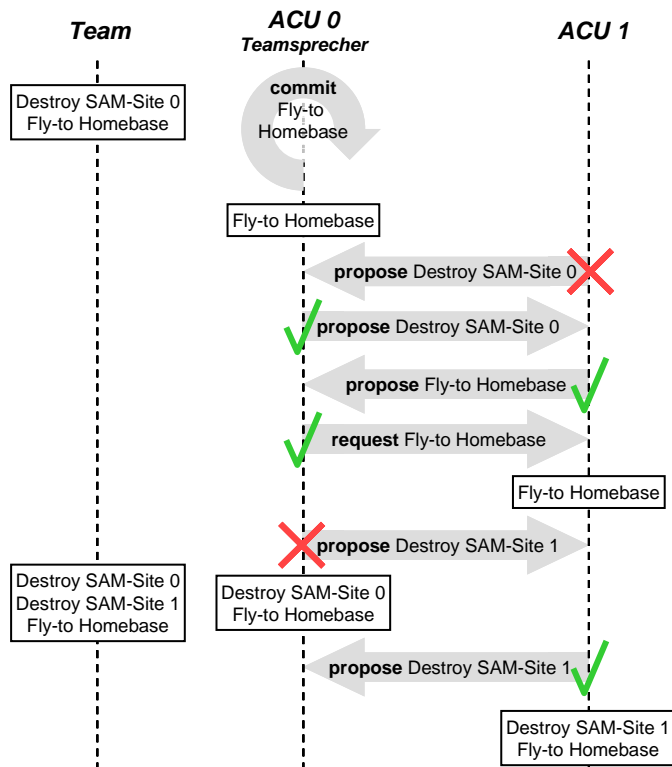 Team
ACU 0
Teamsprecher
ACU 1
commit
Fly-to
Homebase
Destroy SAM-Site 0
Fly-to Homebase
Fly-to Homebase
propose Destroy SAM-Site 0
propose Destroy SAM-Site 0
propose Fly-to Homebase
request Fly-to Homebase
Fly-to Homebase
propose Destroy SAM-Site 1
Destroy SAM-Site 0
Destroy SAM-Site 1
Fly-to Homebase
Destroy SAM-Site 0
Fly-to Homebase
propose Destroy SAM-Site 1
Destroy SAM-Site 1
Fly-to Homebase